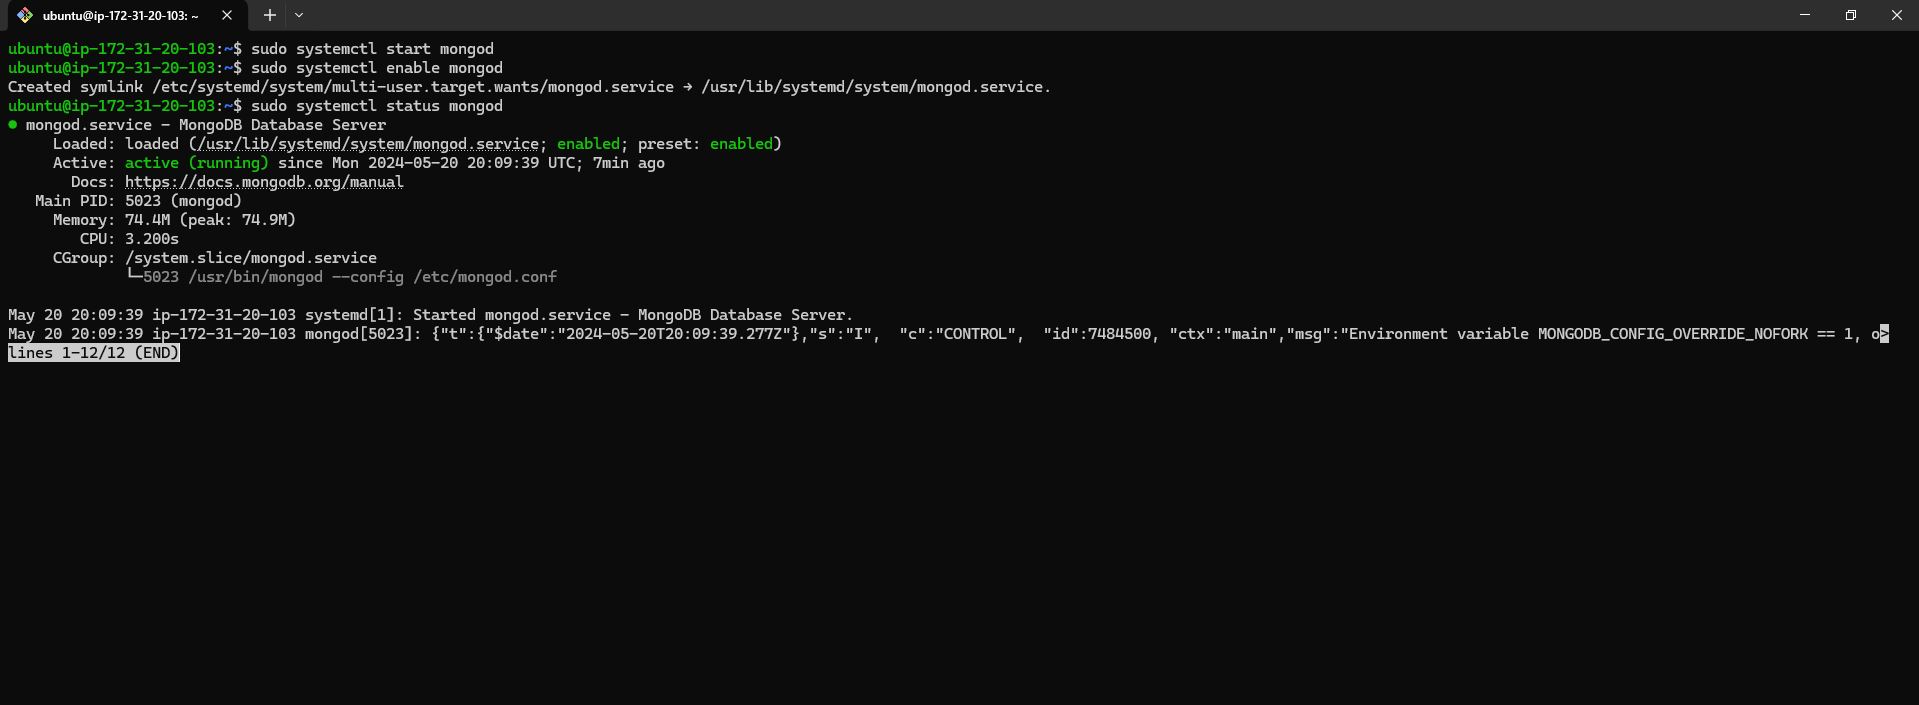 ubuntu@ip-172-31-20-103: ~
ubuntu@ip-172-31-20-103:~$ sudo systemctl start mongod
ubuntu@ip-172-31-20-103:~$ sudo systemctl enable mongod
Created symlink /etc/systemd/system/multi-user.target.wants/mongod.service → /usr/lib/systemd/system/mongod.service.
ubuntu@ip-172-31-20-103:~$ sudo systemctl status mongod
● mongod.service - MongoDB Database Server
     Loaded: loaded (/usr/lib/systemd/system/mongod.service; enabled; preset: enabled)
     Active: active (running) since Mon 2024-05-20 20:09:39 UTC; 7min ago
       Docs: https://docs.mongodb.org/manual
   Main PID: 5023 (mongod)
     Memory: 74.4M (peak: 74.9M)
        CPU: 3.200s
     CGroup: /system.slice/mongod.service
             └─5023 /usr/bin/mongod --config /etc/mongod.conf
May 20 20:09:39 ip-172-31-20-103 systemd[1]: Started mongod.service - MongoDB Database Server.
May 20 20:09:39 ip-172-31-20-103 mongod[5023]: {"t":{"$date":"2024-05-20T20:09:39.277Z"},"s":"I",  "c":"CONTROL",  "id":7484500, "ctx":"main","msg":"Environment variable MONGODB_CONFIG_OVERRIDE_NOFORK == 1, o>
lines 1-12/12 (END)